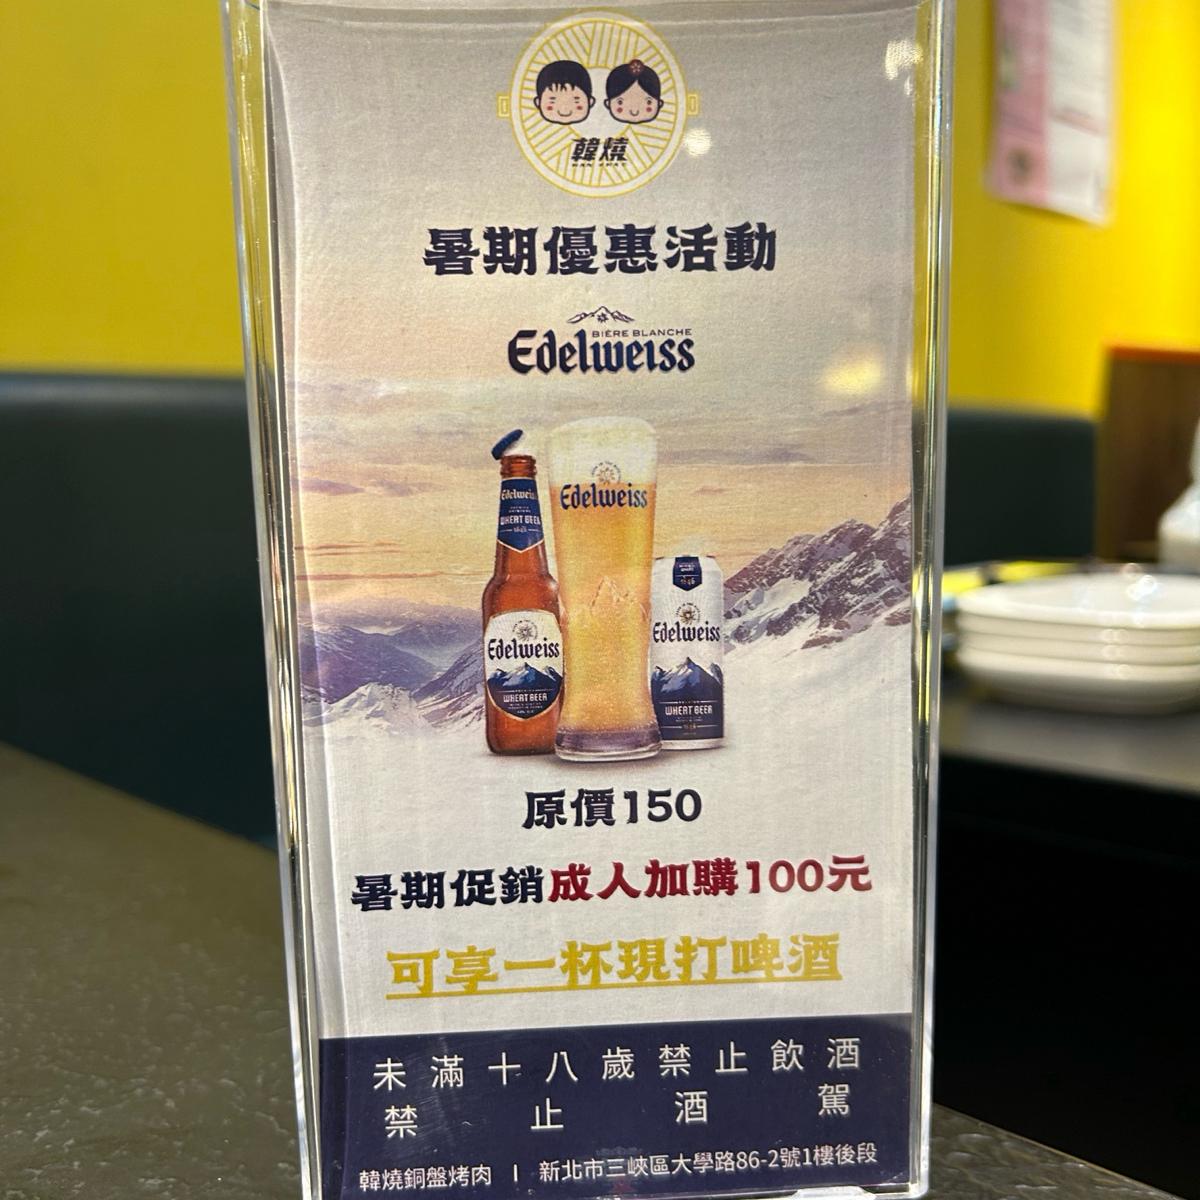 韓燒
暑期優惠活動
BIÈRE BLANCHE
Edelweiss
Edelweiss
Edelweiss
WHEAT BEER
Edelweiss
WHEAT BEER
Edelweiss
WHEAT BEER
原價150
暑期促銷成人加購100元
可享一杯現打啤酒
未滿十八歲禁止飲酒
禁止酒駕
韓燒銅盤烤肉 | 新北市三峽區大學路86-2號1樓後段